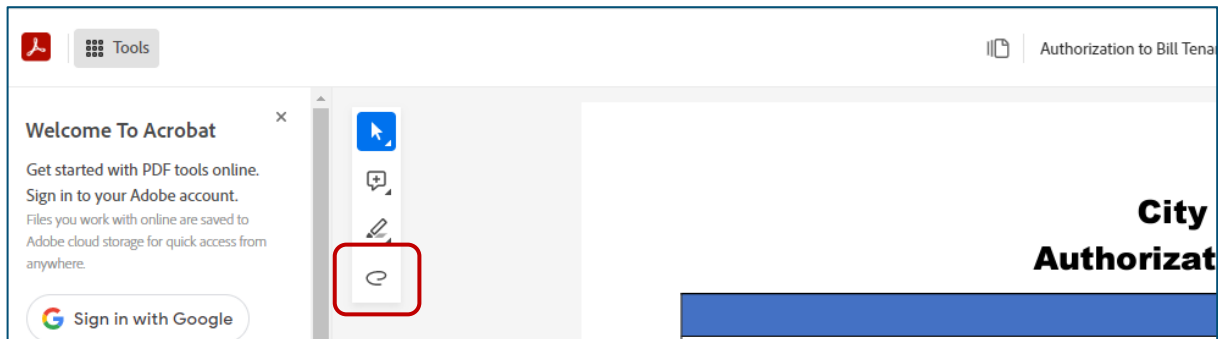 Tools
Authorization to Bill
Welcome To Acrobat
Get started with PDF tools online.
Sign in to your Adobe account.
Files you work with online are saved to
Adobe cloud storage for quick access from
anywhere.
Sign in with Google
City